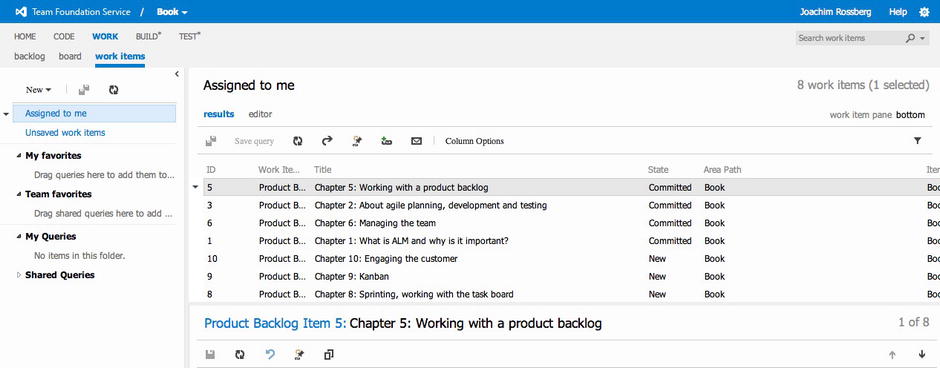 Team Foundation Service / Book
Joachim Rossberg Help
HOME CODE WORK BUILD* TEST*
Search work items
backlog board work items
New
Assigned to me
Unsaved work items
My favorites
Drag queries here to add them to...
Team favorites
Drag shared queries here to add ...
My Queries
No items in this folder.
Shared Queries
Assigned to me
8 work items (1 selected)
results editor
work item pane bottom
Save query
Column Options
ID Work Ite... Title State Area Path Iter
5 Product B... Chapter 5: Working with a product backlog Committed Book Boo
3 Product B... Chapter 2: About agile planning, development and testing Committed Book Boo
6 Product B... Chapter 6: Managing the team Committed Book Boo
1 Product B... Chapter 1: What is ALM and why is it important? Committed Book Boo
10 Product B... Chapter 10: Engaging the customer New Book Boo
9 Product B... Chapter 9: Kanban New Book Boo
8 Product B... Chapter 8: Sprinting, working with the task board New Book Boo
Product Backlog Item 5: Chapter 5: Working with a product backlog
1 of 8